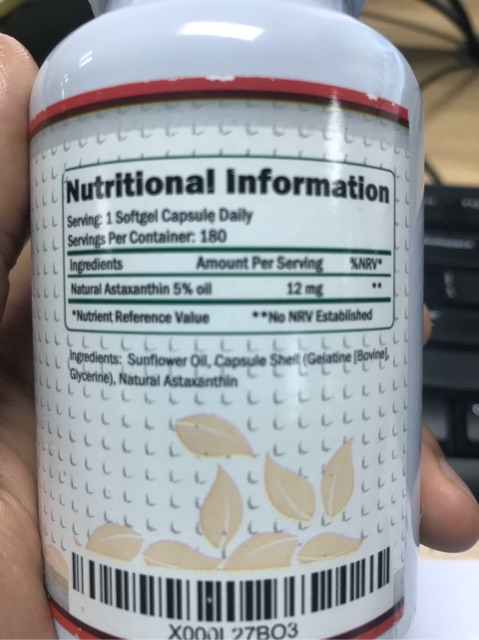 Nutritional Information
Serving: 1 Softgel Capsule Daily
Servings Per Container: 180
Ingredients Amount Per Serving %NRV*
Natural Astaxanthin 5% oil 12 mg **
*Nutrient Reference Value **No NRV Established
Ingredients: Sunflower Oil, Capsule Shell (Gelatine [Bovine],
Glycerine), Natural Astaxanthin